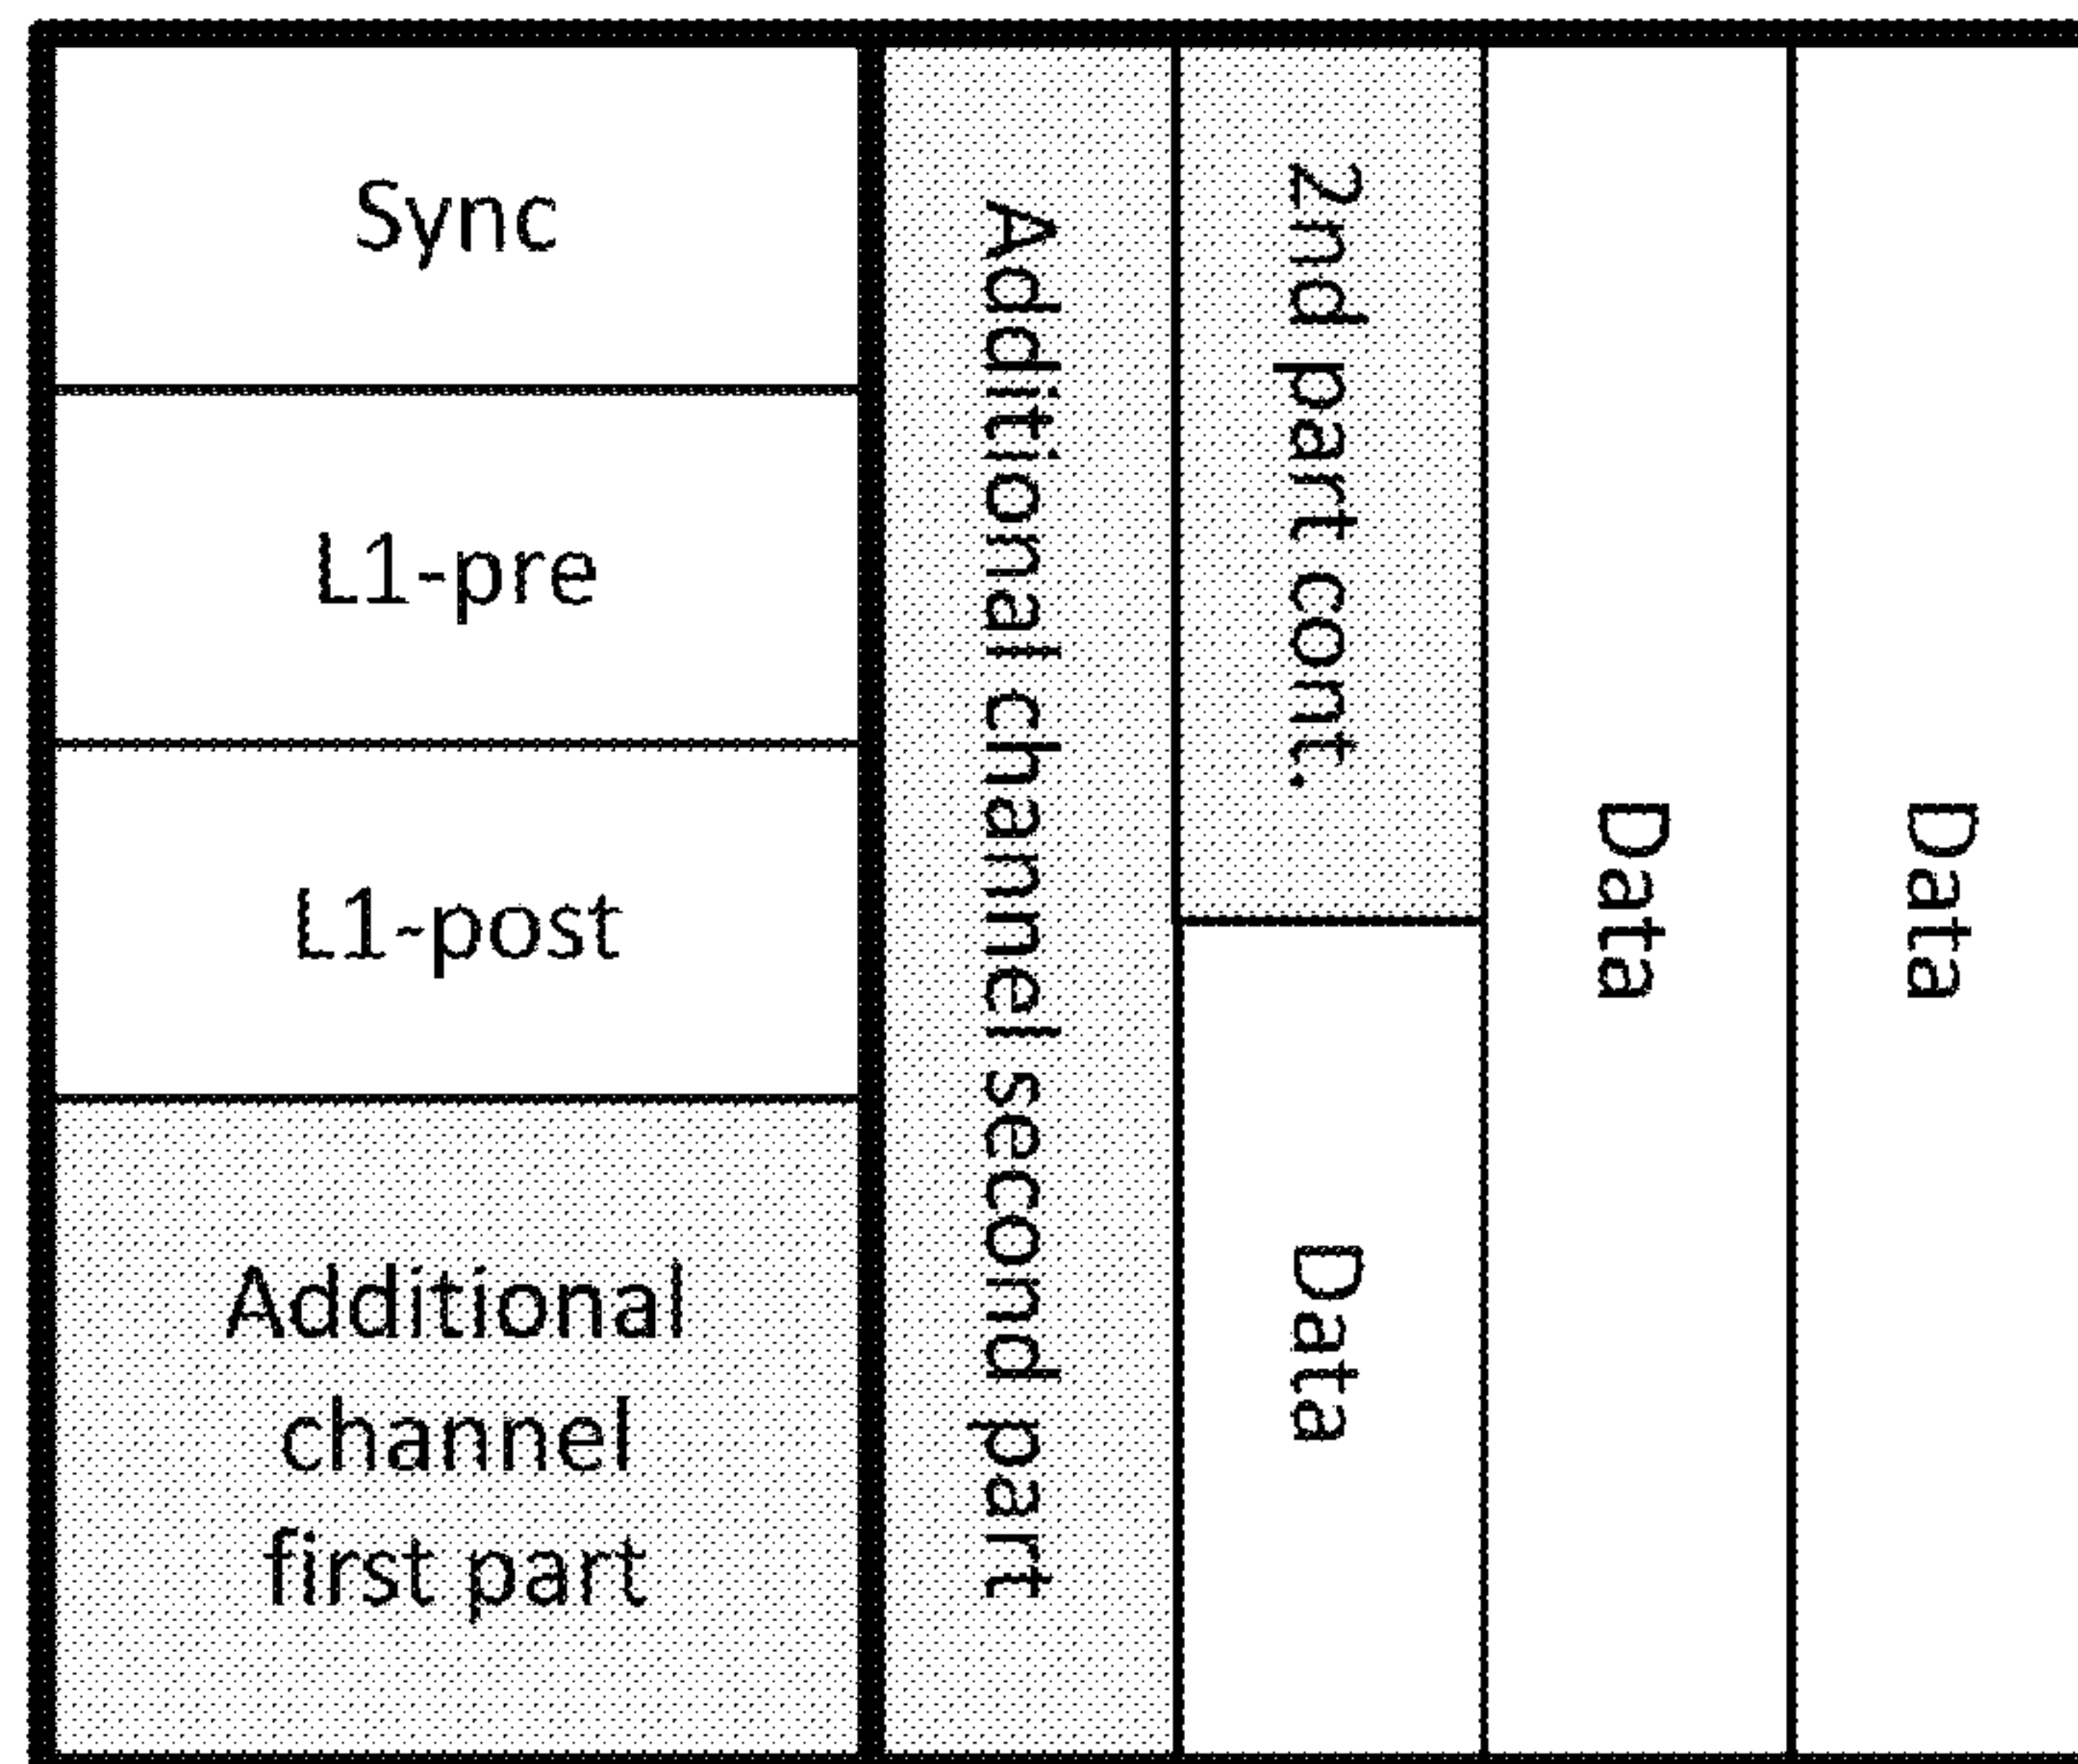 Sync
L1-pre
L1-post
Additional
channel
first part
Additional channel second part
2nd part cont.
Data
Data
Data